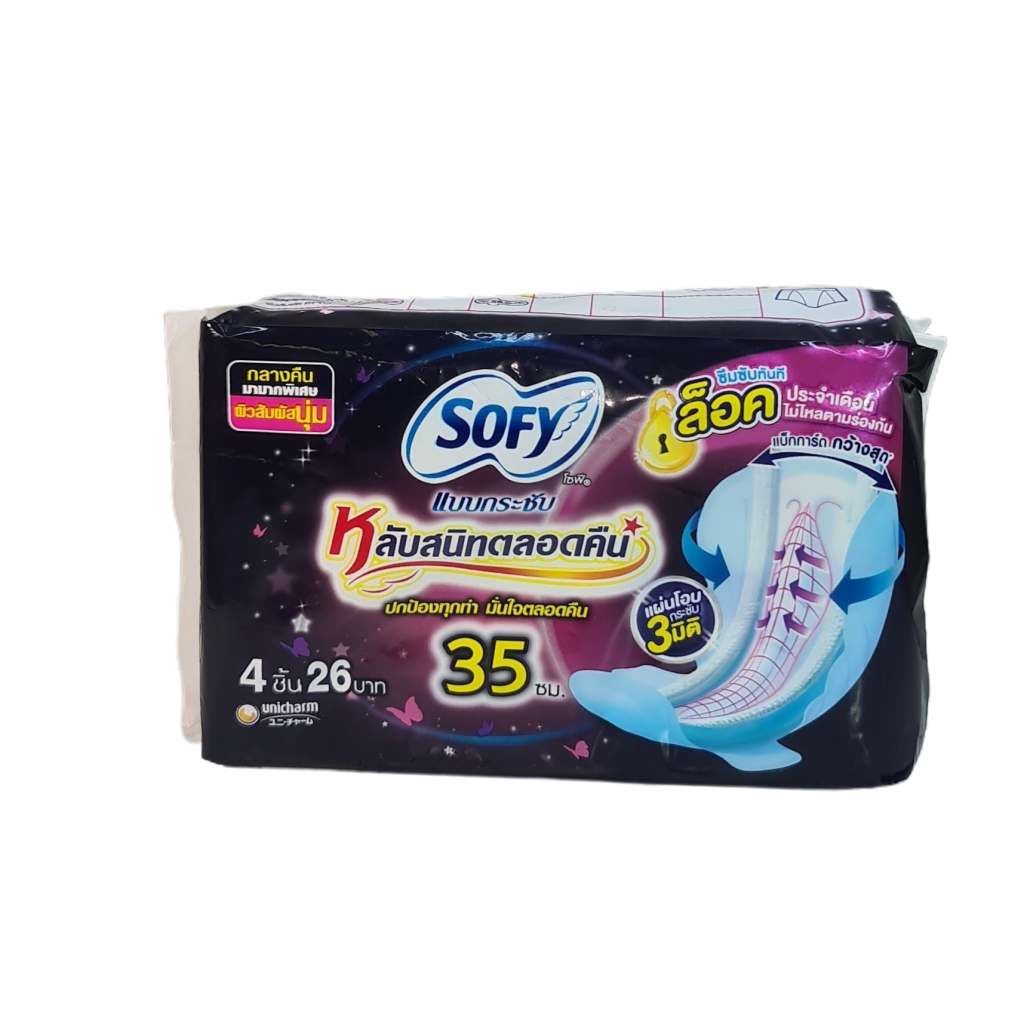 กลางคืน
มามากพิเศษ
ผิวสัมผัสนุ่ม
SOFY
โซฟี®
แบบกระชับ
หลับสนิทตลอดคืน
ปกป้องทุกท่า มั่นใจตลอดคืน
35 ซม.
4 ชิ้น 26 บาท
unicharm
ユニ・チャーム
ซึมซับทันที
ล็อค
ประจำเดือน
ไม่ไหลตามร่องก้น
แบ็กการ์ด กว้างสุด*
แผ่นโอบ
กระชับ
3 มิติ